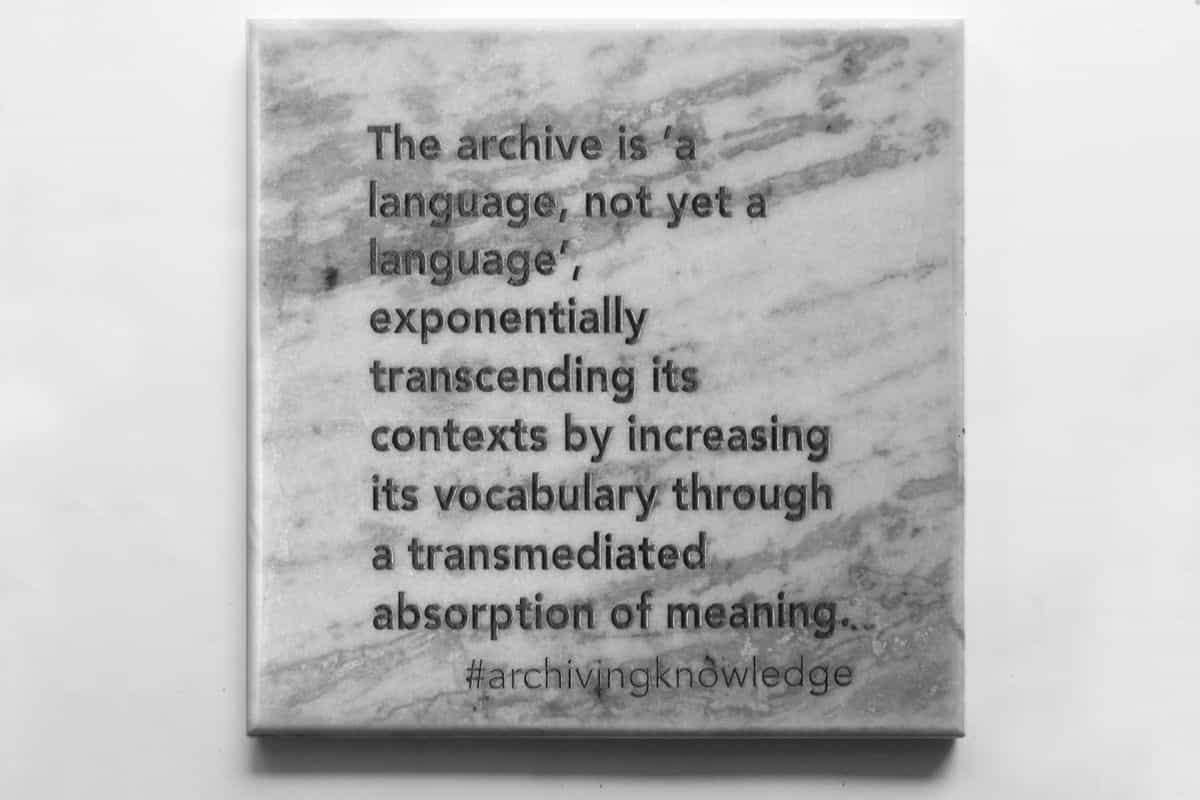 The archive is ‘a
language, not yet a
language’,
exponentially
transcending its
contexts by increasing
its vocabulary through
a transmediated
absorption of meaning...
#archivingknowledge